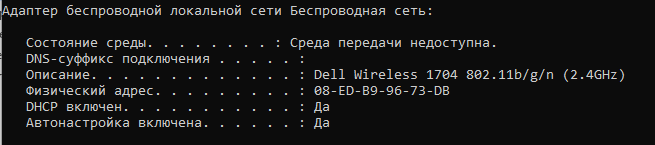 Адаптер беспроводной локальной сети Беспроводная сеть:
Состояние среды. . . . . . . . : Среда передачи недоступна.
DNS-суффикс подключения . . . . . :
Описание. . . . . . . . . . . . . : Dell Wireless 1704 802.11b/g/n (2.4GHz)
Физический адрес. . . . . . . . . : 08-ED-B9-96-73-DB
DHCP включен. . . . . . . . . . . : Да
Автонастройка включена. . . . . . : Да